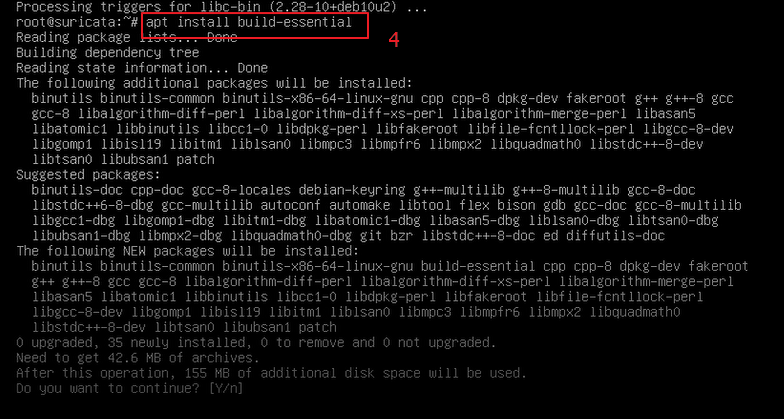 Processing triggers for libc-bin (2.28-10+deb10u2) ...
root@suricata:~# apt install build-essential
4
Reading package lists... Done
Building dependency tree
Reading state information... Done
The following additional packages will be installed:
binutils binutils-common binutils-x86-64-linux-gnu cpp cpp-8 dpkg-dev fakeroot g++ g++-8 gcc
gcc-8 libalgorithm-diff-perl libalgorithm-diff-xs-perl libalgorithm-merge-perl libasan5
libatomic1 libbinutils libcc1-0 libdpkg-perl libfakeroot libfile-fcntllock-perl libgcc-8-dev
libgomp1 libisl19 libitm1 liblsan0 libmpc3 libmpfr6 libmpx2 libquadmath0 libstdc++-8-dev
libtsan0 libubsan1 patch
Suggested packages:
binutils-doc cpp-doc gcc-8-locales debian-keyring g++-multilib g++-8-multilib gcc-8-doc
libstdc++6-8-dbg gcc-multilib autoconf automake libtool flex bison gdb gcc-doc gcc-8-multilib
libgcc1-dbg libgomp1-dbg libitm1-dbg libatomic1-dbg libasan5-dbg liblsan0-dbg libtsan0-dbg
libubsan1-dbg libmpx2-dbg libquadmath0-dbg git bzr libstdc++-8-doc ed diffutils-doc
The following NEW packages will be installed:
binutils binutils-common binutils-x86-64-linux-gnu build-essential cpp cpp-8 dpkg-dev fakeroot
g++ g++-8 gcc gcc-8 libalgorithm-diff-perl libalgorithm-diff-xs-perl libalgorithm-merge-perl
libasan5 libatomic1 libbinutils libcc1-0 libdpkg-perl libfakeroot libfile-fcntllock-perl
libgcc-8-dev libgomp1 libisl19 libitm1 liblsan0 libmpc3 libmpfr6 libmpx2 libquadmath0
libstdc++-8-dev libtsan0 libubsan1 patch
0 upgraded, 35 newly installed, 0 to remove and 0 not upgraded.
Need to get 42.6 MB of archives.
After this operation, 155 MB of additional disk space will be used.
Do you want to continue? [Y/n]